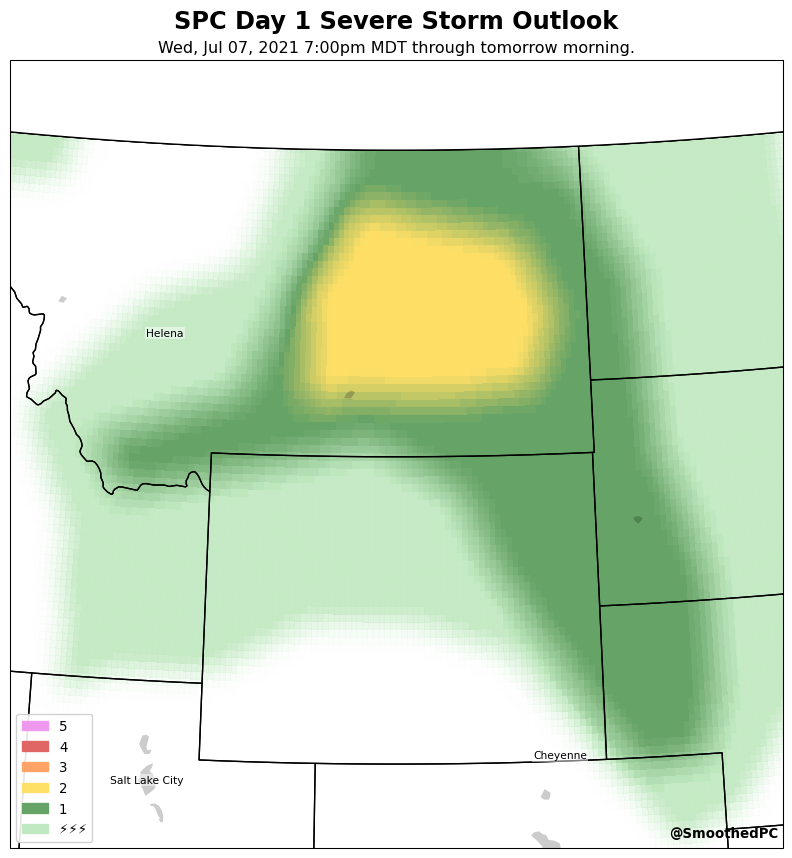 SPC Day 1 Severe Storm Outlook
Wed, Jul 07, 2021 7:00pm MDT through tomorrow morning.
Helena
Cheyenne
Salt Lake City
5
4
3
2
1
⚡⚡⚡
@SmoothedPC